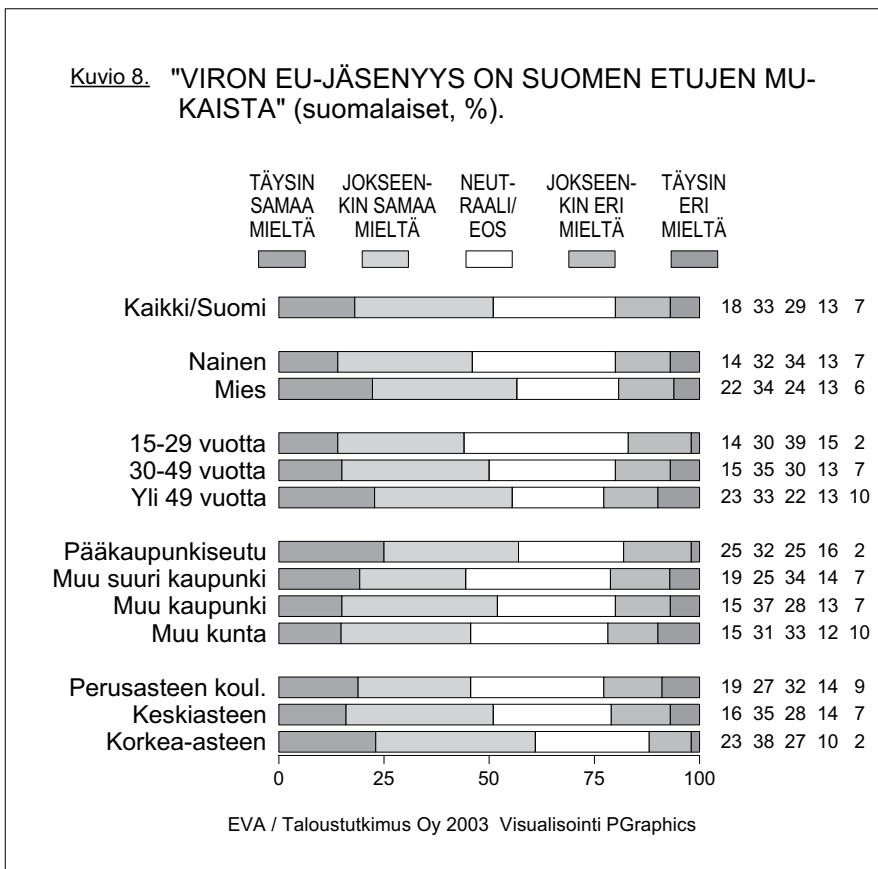 Kuvio 8. "VIRON EU-JÄSENYYS ON SUOMEN ETUJEN MU-
KAISTA" (suomalaiset, %).
TÄYSIN JOKSEEN- NEUT- JOKSEEN- TÄYSIN
SAMAA KIN SAMAA RAALI/ KIN ERI ERI
MIELTÄ MIELTÄ EOS MIELTÄ MIELTÄ
Kaikki/Suomi 18 33 29 13 7
Nainen 14 32 34 13 7
Mies 22 34 24 13 6
15-29 vuotta 14 30 39 15 2
30-49 vuotta 15 35 30 13 7
Yli 49 vuotta 23 33 22 13 10
Pääkaupunkiseutu 25 32 25 16 2
Muu suuri kaupunki 19 25 34 14 7
Muu kaupunki 15 37 28 13 7
Muu kunta 15 31 33 12 10
Perusasteen koul. 19 27 32 14 9
Keskiasteen 16 35 28 14 7
Korkea-asteen 23 38 27 10 2
0 25 50 75 100
EVA / Taloustutkimus Oy 2003 Visualisointi PGraphics